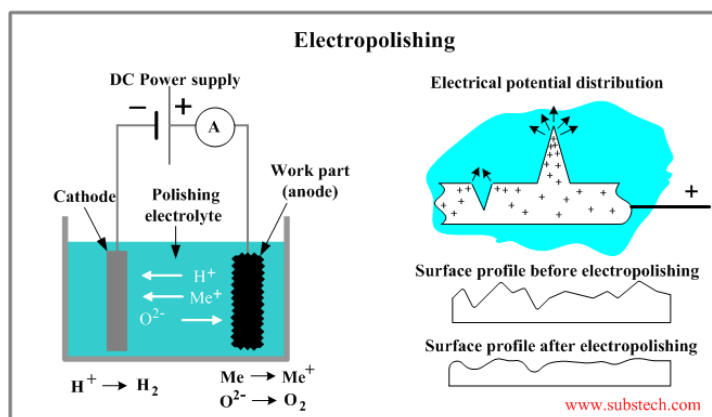 Electropolishing
DC Power supply
− +
A
Work part
(anode)
Cathode
Polishing
electrolyte
H⁺
Me⁺
O²⁻
H⁺ → H₂
Me → Me⁺
O²⁻ → O₂
Electrical potential distribution
+
Surface profile before electropolishing
Surface profile after electropolishing
www.substech.com